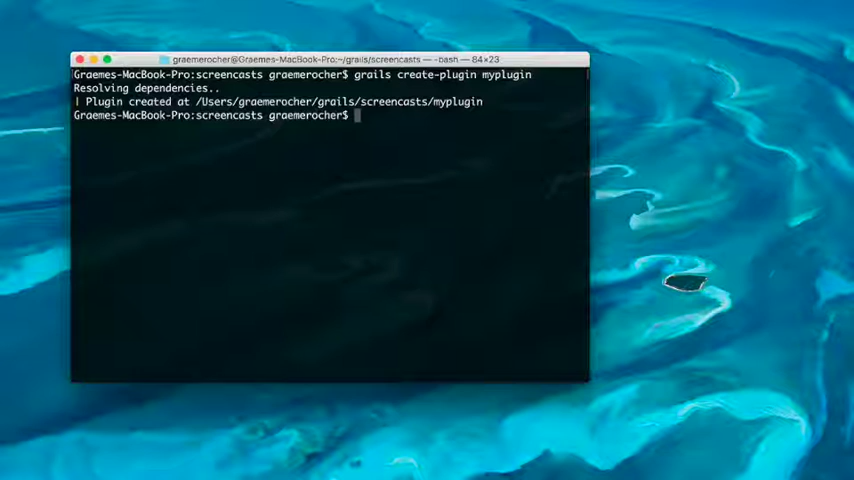 graemerocher@Graemes-MacBook-Pro:~/grails/screencasts — -bash — 84×23
Graemes-MacBook-Pro:screencasts graemerocher$ grails create-plugin myplugin
Resolving dependencies..
| Plugin created at /Users/graemerocher/grails/screencasts/myplugin
Graemes-MacBook-Pro:screencasts graemerocher$